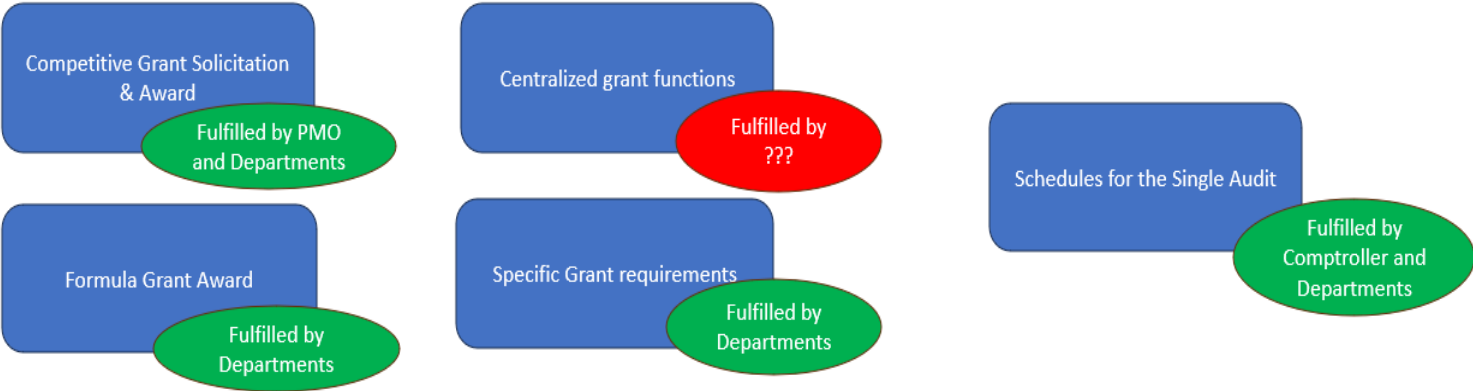 Competitive Grant Solicitation
& Award
Fulfilled by PMO
and Departments
Centralized grant functions
Fulfilled by
???
Schedules for the Single Audit
Fulfilled by
Comptroller and
Departments
Formula Grant Award
Fulfilled by
Departments
Specific Grant requirements
Fulfilled by
Departments